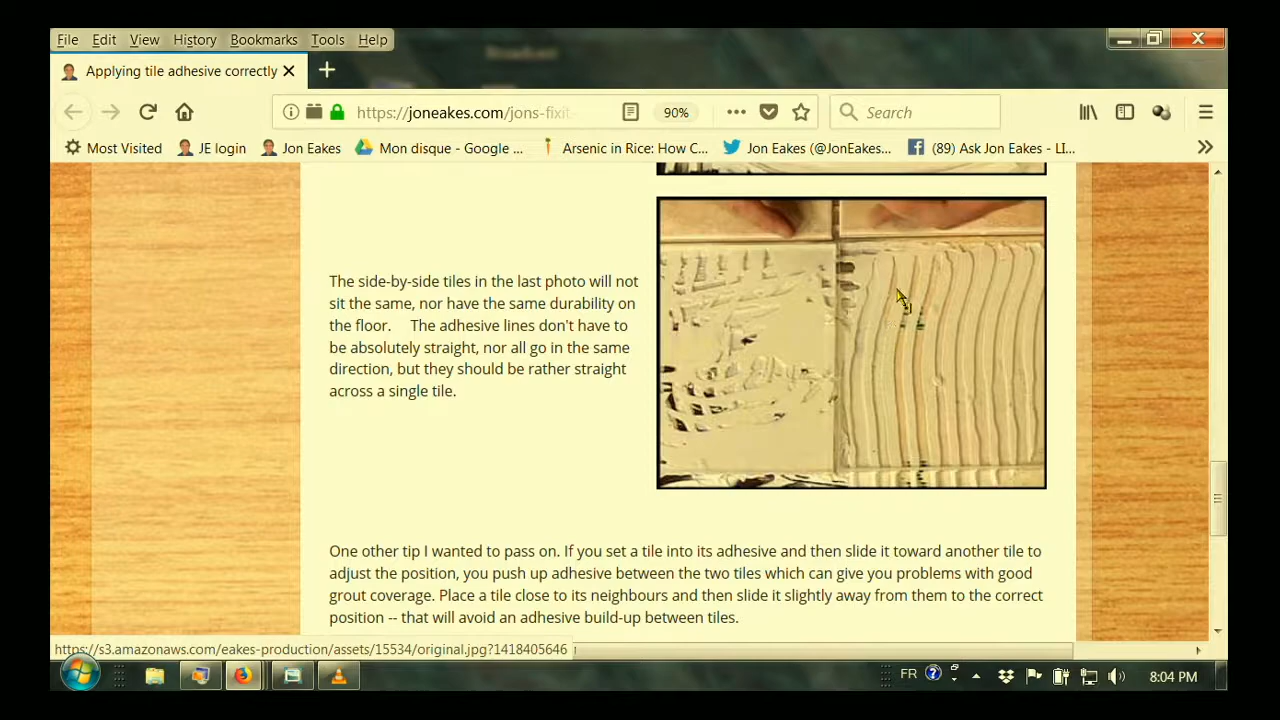 File Edit View History Bookmarks Tools Help
Applying tile adhesive correctly
https://joneakes.com/jons-fixit- 90% Search
Most Visited JE login Jon Eakes Mon disque - Google ... Arsenic in Rice: How C... Jon Eakes (@JonEakes... (89) Ask Jon Eakes - LI...
The side-by-side tiles in the last photo will not
sit the same, nor have the same durability on
the floor. The adhesive lines don't have to
be absolutely straight, nor all go in the same
direction, but they should be rather straight
across a single tile.
One other tip I wanted to pass on. If you set a tile into its adhesive and then slide it toward another tile to
adjust the position, you push up adhesive between the two tiles which can give you problems with good
grout coverage. Place a tile close to its neighbours and then slide it slightly away from them to the correct
position -- that will avoid an adhesive build-up between tiles.
https://s3.amazonaws.com/eakes-production/assets/15534/original.jpg?1418405646
FR 8:04 PM